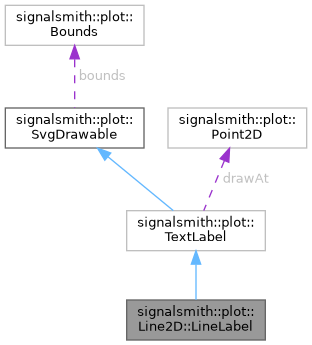 signalsmith::plot::
Bounds
bounds
signalsmith::plot::
SvgDrawable
signalsmith::plot::
Point2D
drawAt
signalsmith::plot::
TextLabel
signalsmith::plot::
Line2D::LineLabel